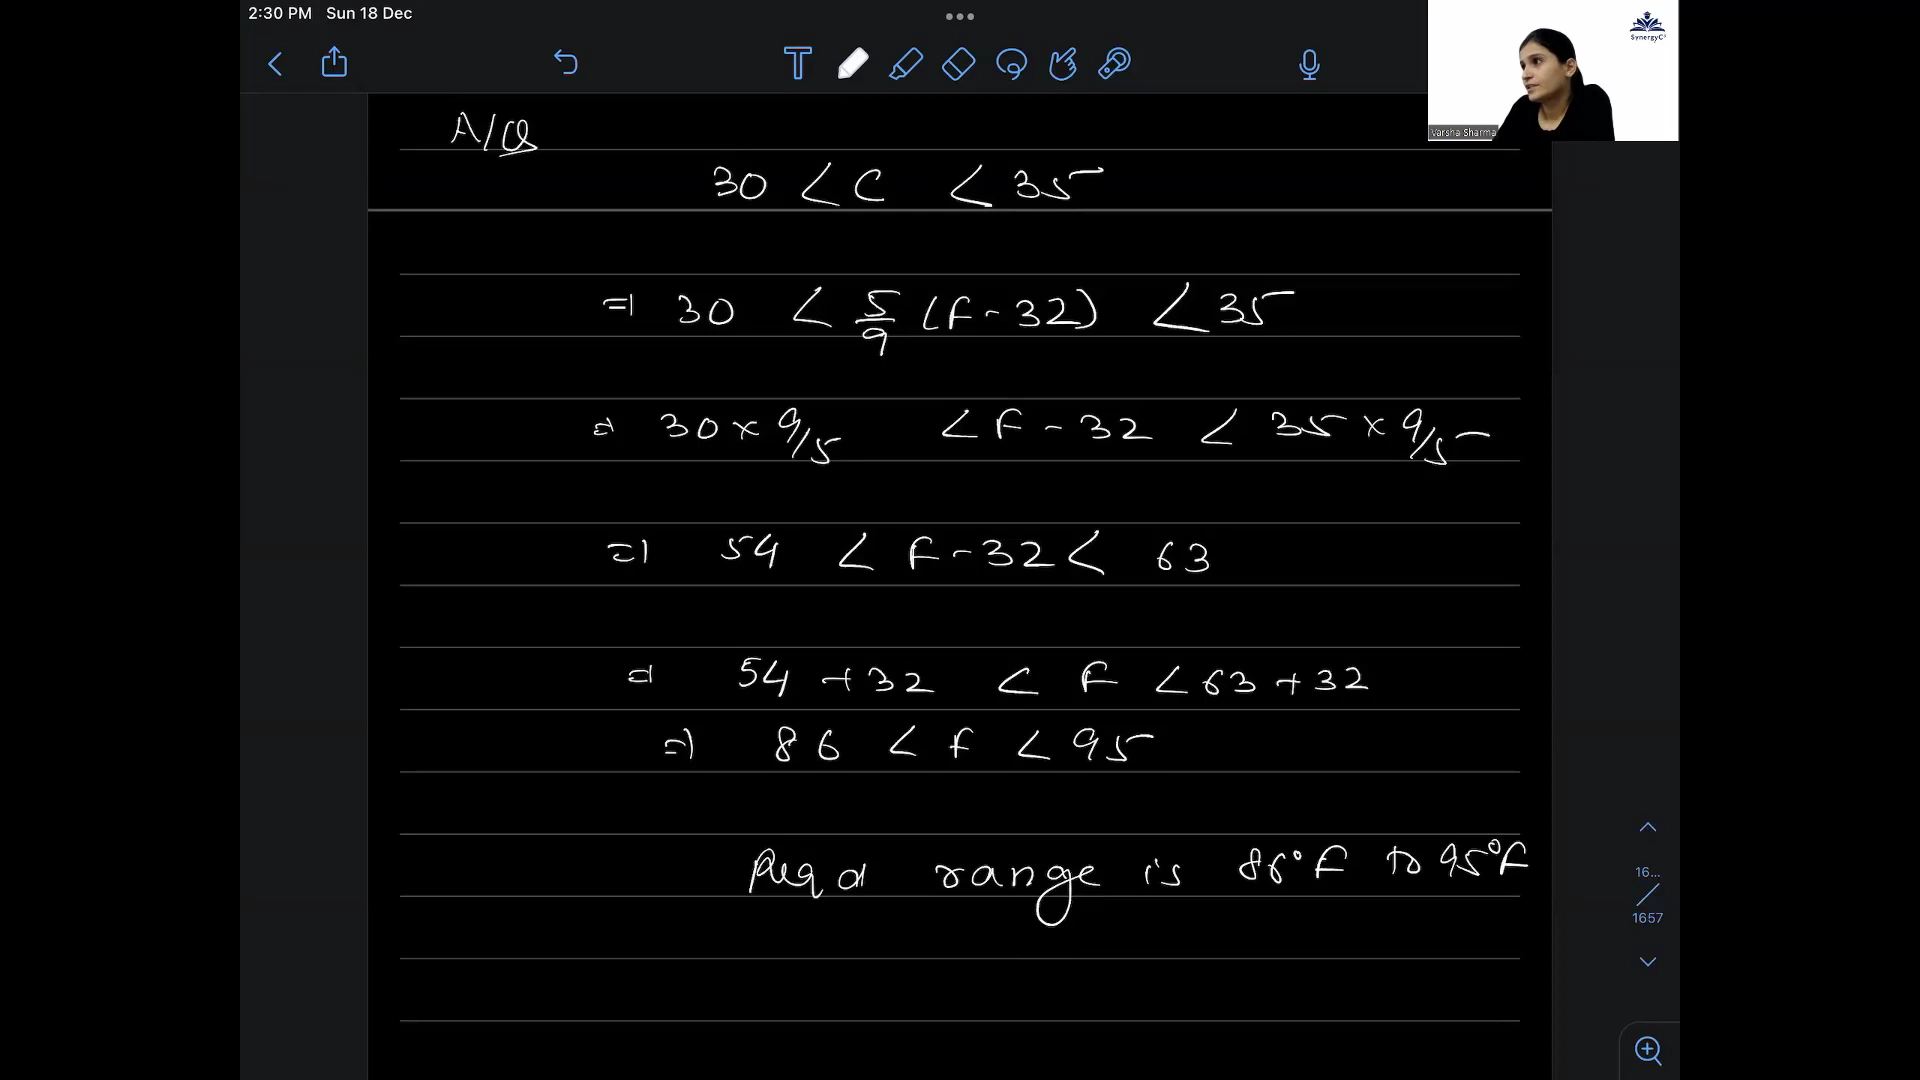 2:30 PM Sun 18 Dec
SynergyC³
Varsha Sharma
A/Q
30 < C < 35
⇒ 30 < 5/9 (F - 32) < 35
⇒ 30 × 9/5 < F - 32 < 35 × 9/5
⇒ 54 < F - 32 < 63
⇒ 54 + 32 < F < 63 + 32
⇒ 86 < F < 95
Reqd range is 86°F to 95°F
16...
1657